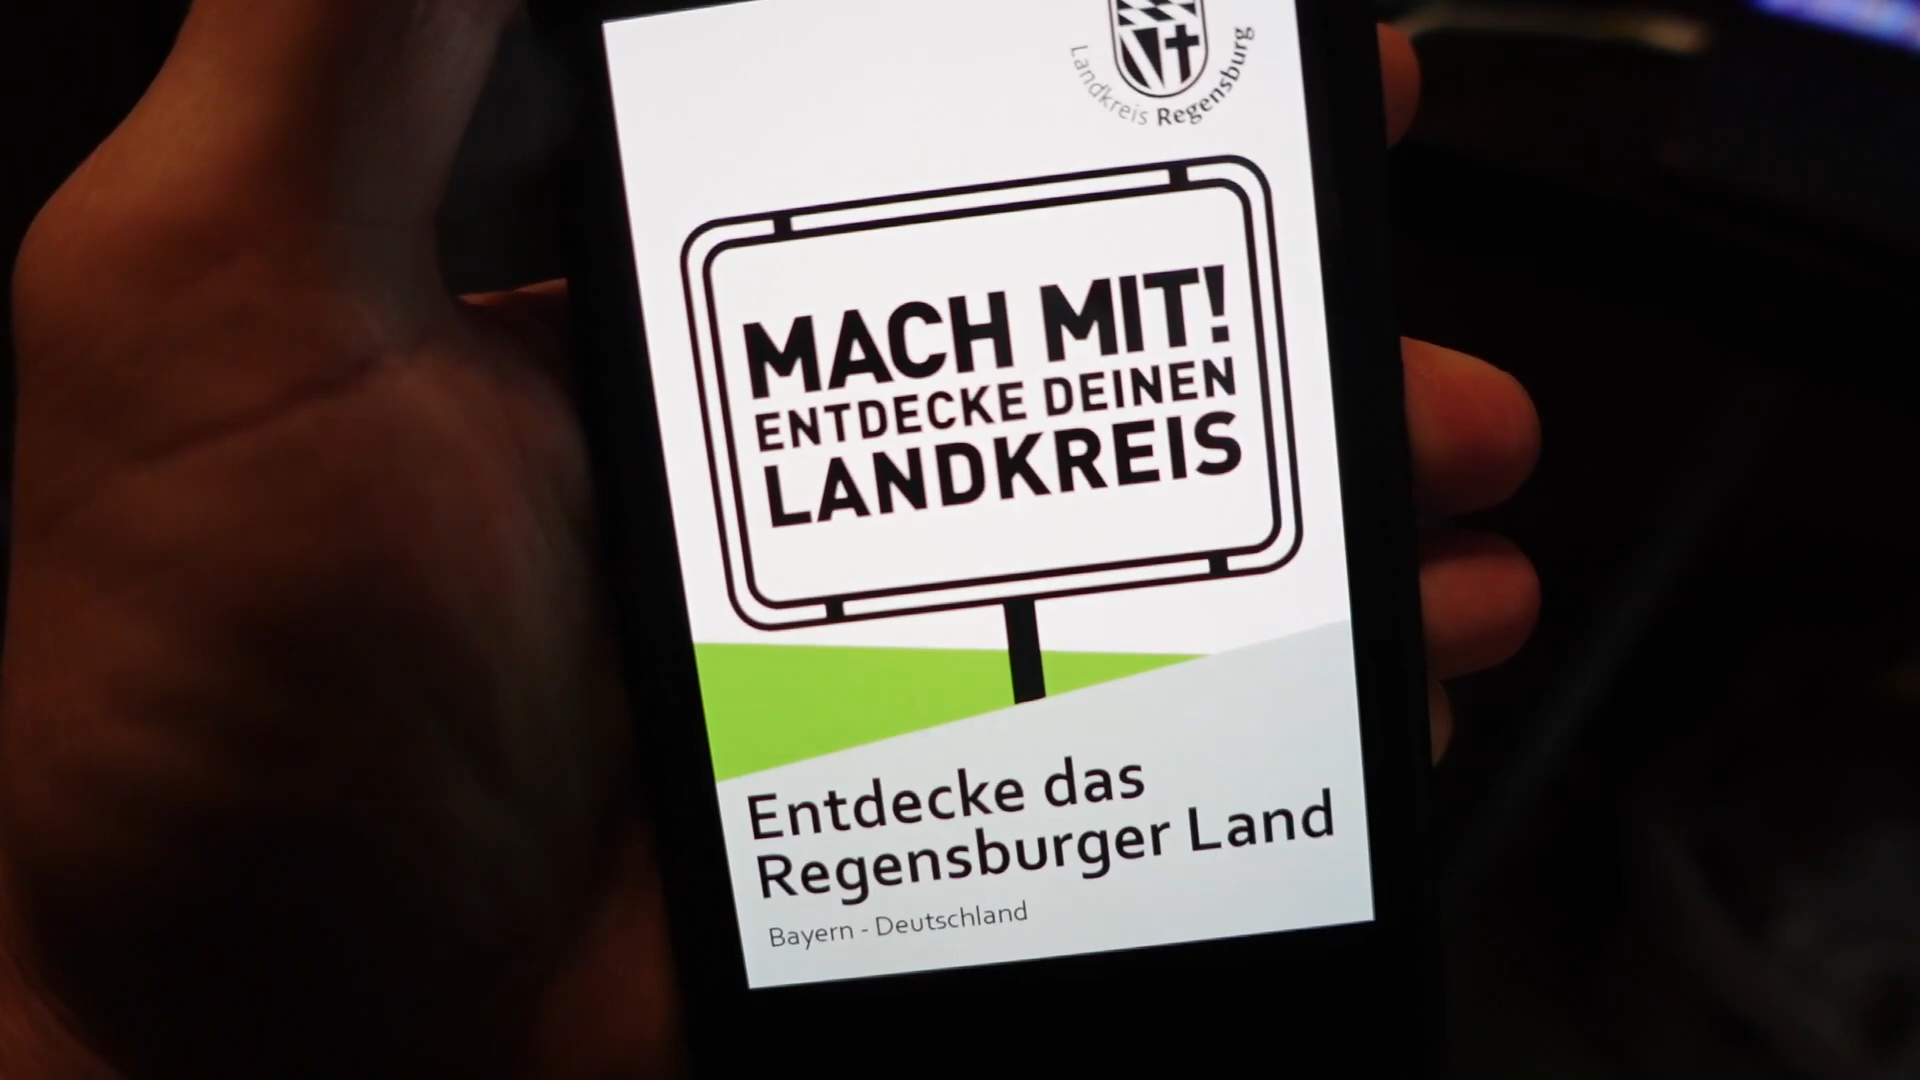 Landkreis Regensburg
MACH MIT!
ENTDECKE DEINEN
LANDKREIS
Entdecke das
Regensburger Land
Bayern - Deutschland